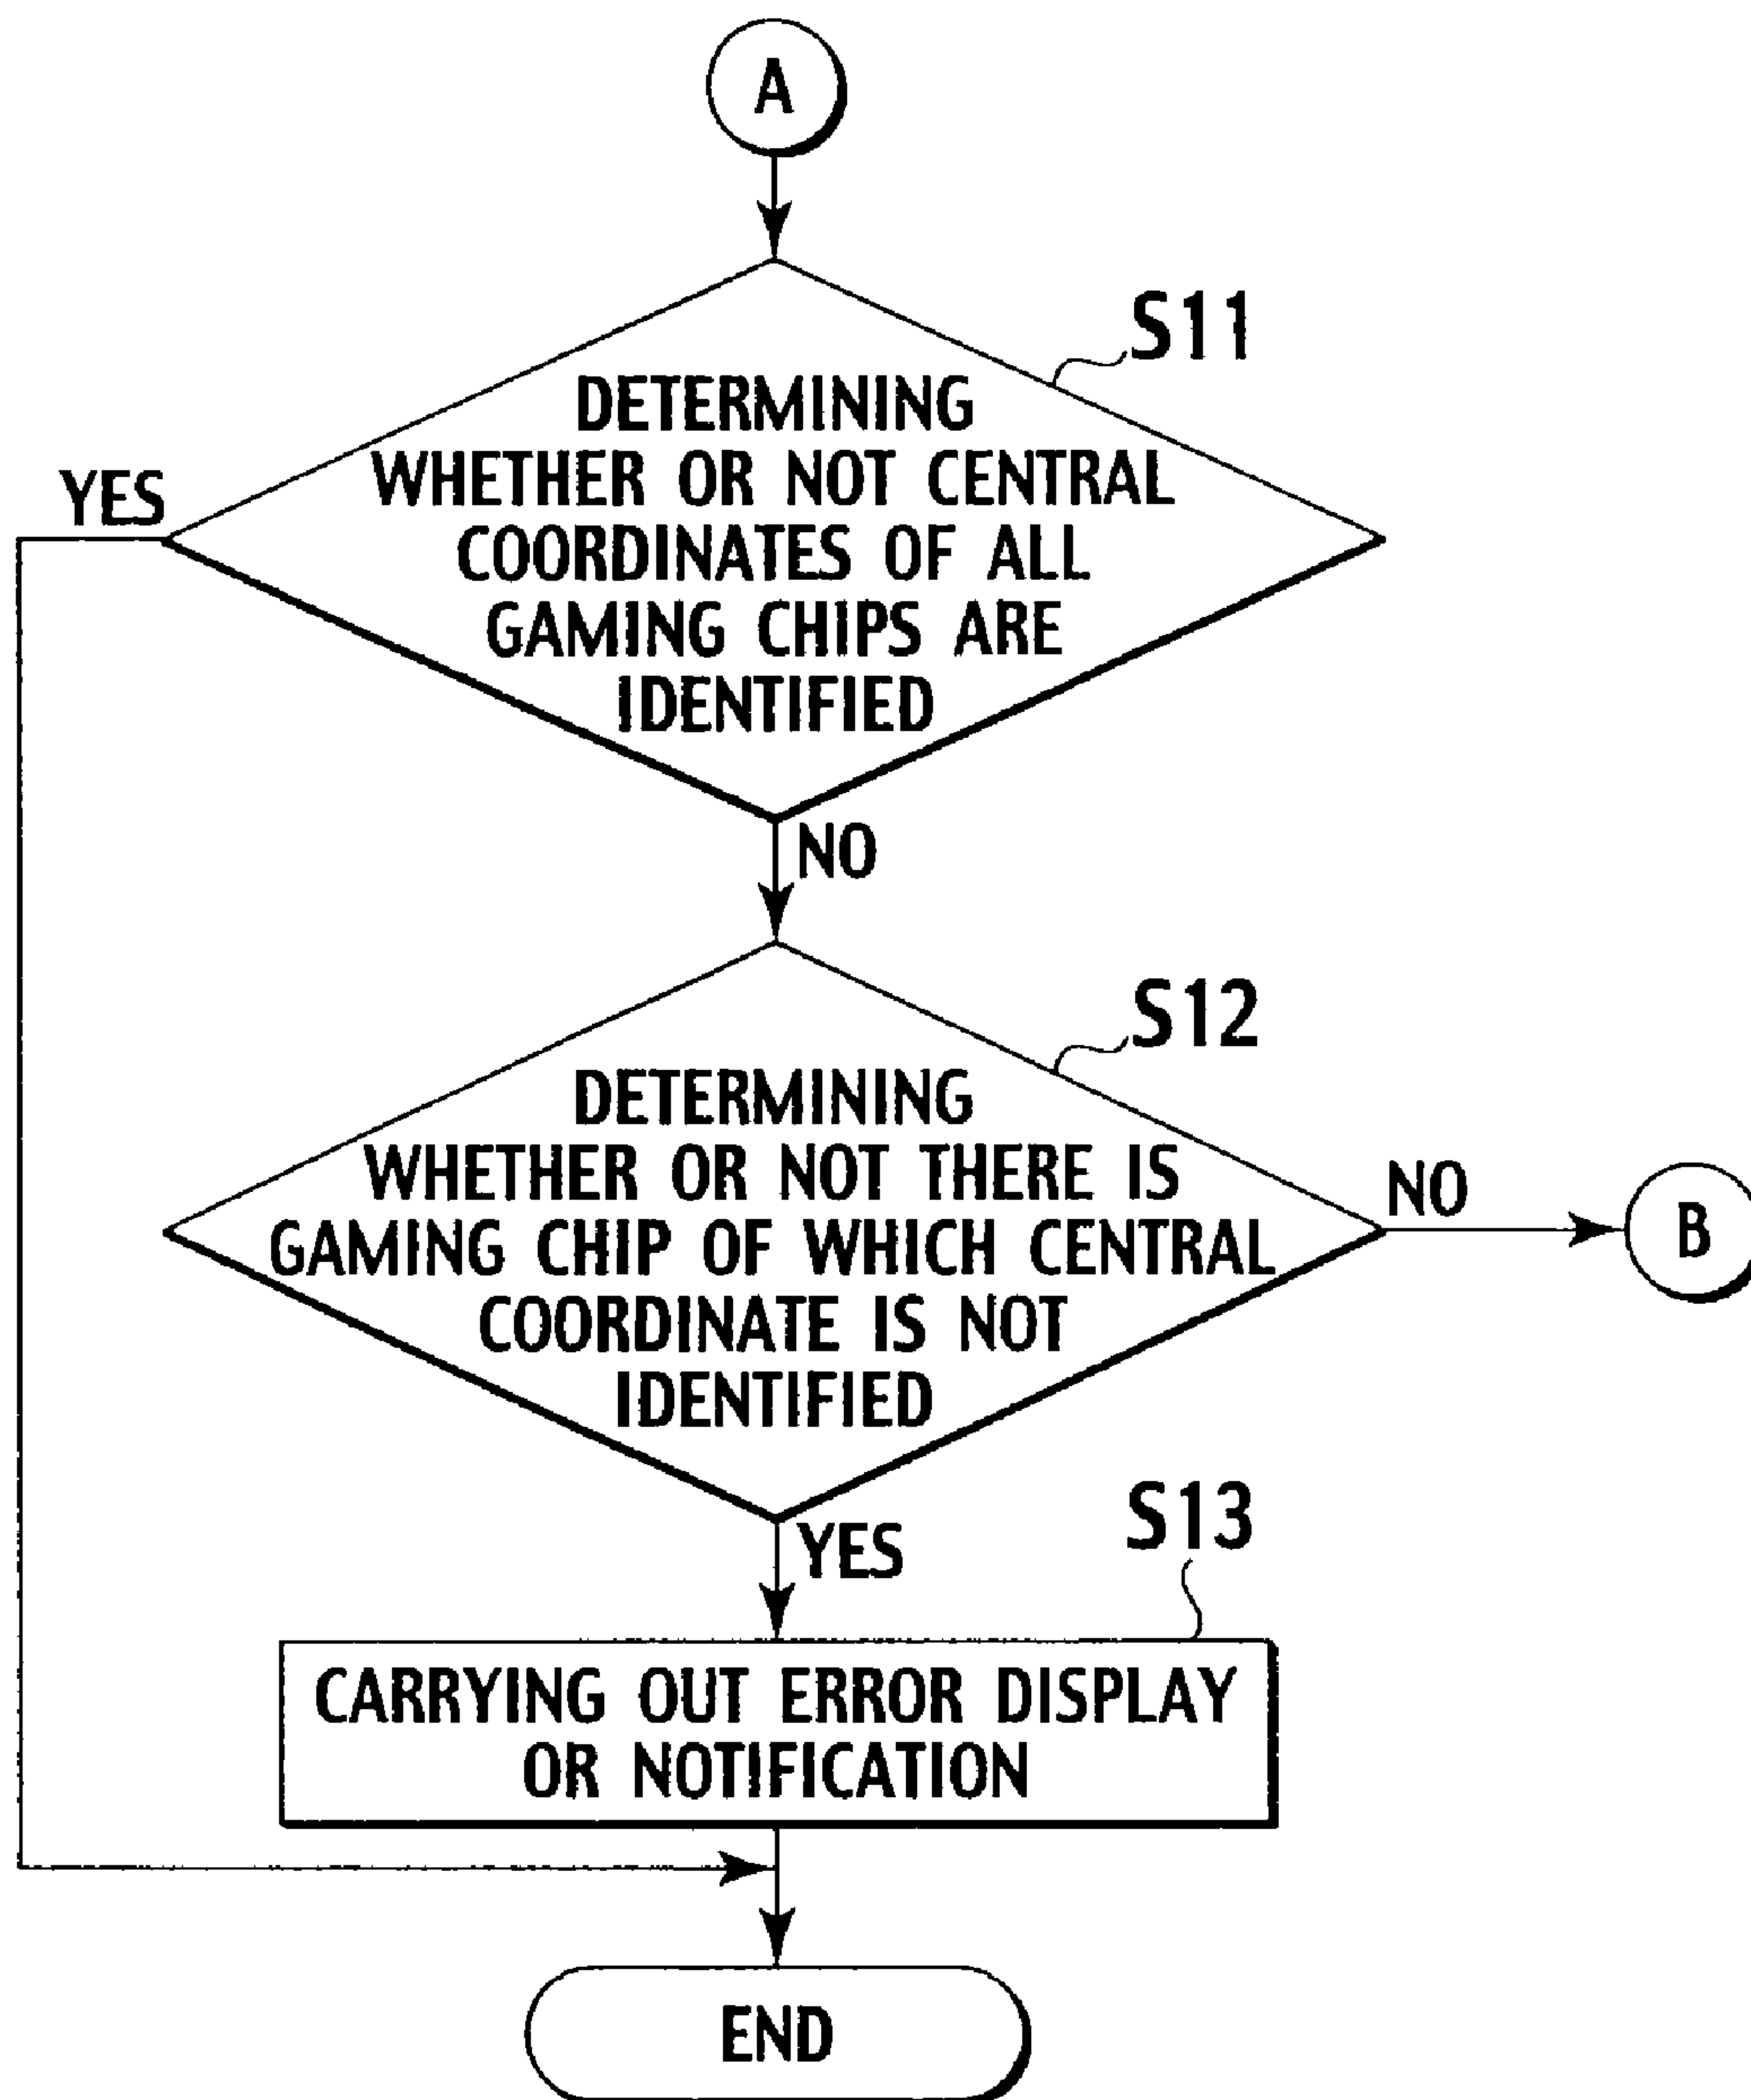 A
S11
DETERMINING
WHETHER OR NOT CENTRAL
COORDINATES OF ALL
GAMING CHIPS ARE
IDENTIFIED
YES
NO
S12
DETERMINING
WHETHER OR NOT THERE IS
GAMING CHIP OF WHICH CENTRAL
COORDINATE IS NOT
IDENTIFIED
NO
B
YES
S13
CARRYING OUT ERROR DISPLAY
OR NOTIFICATION
END